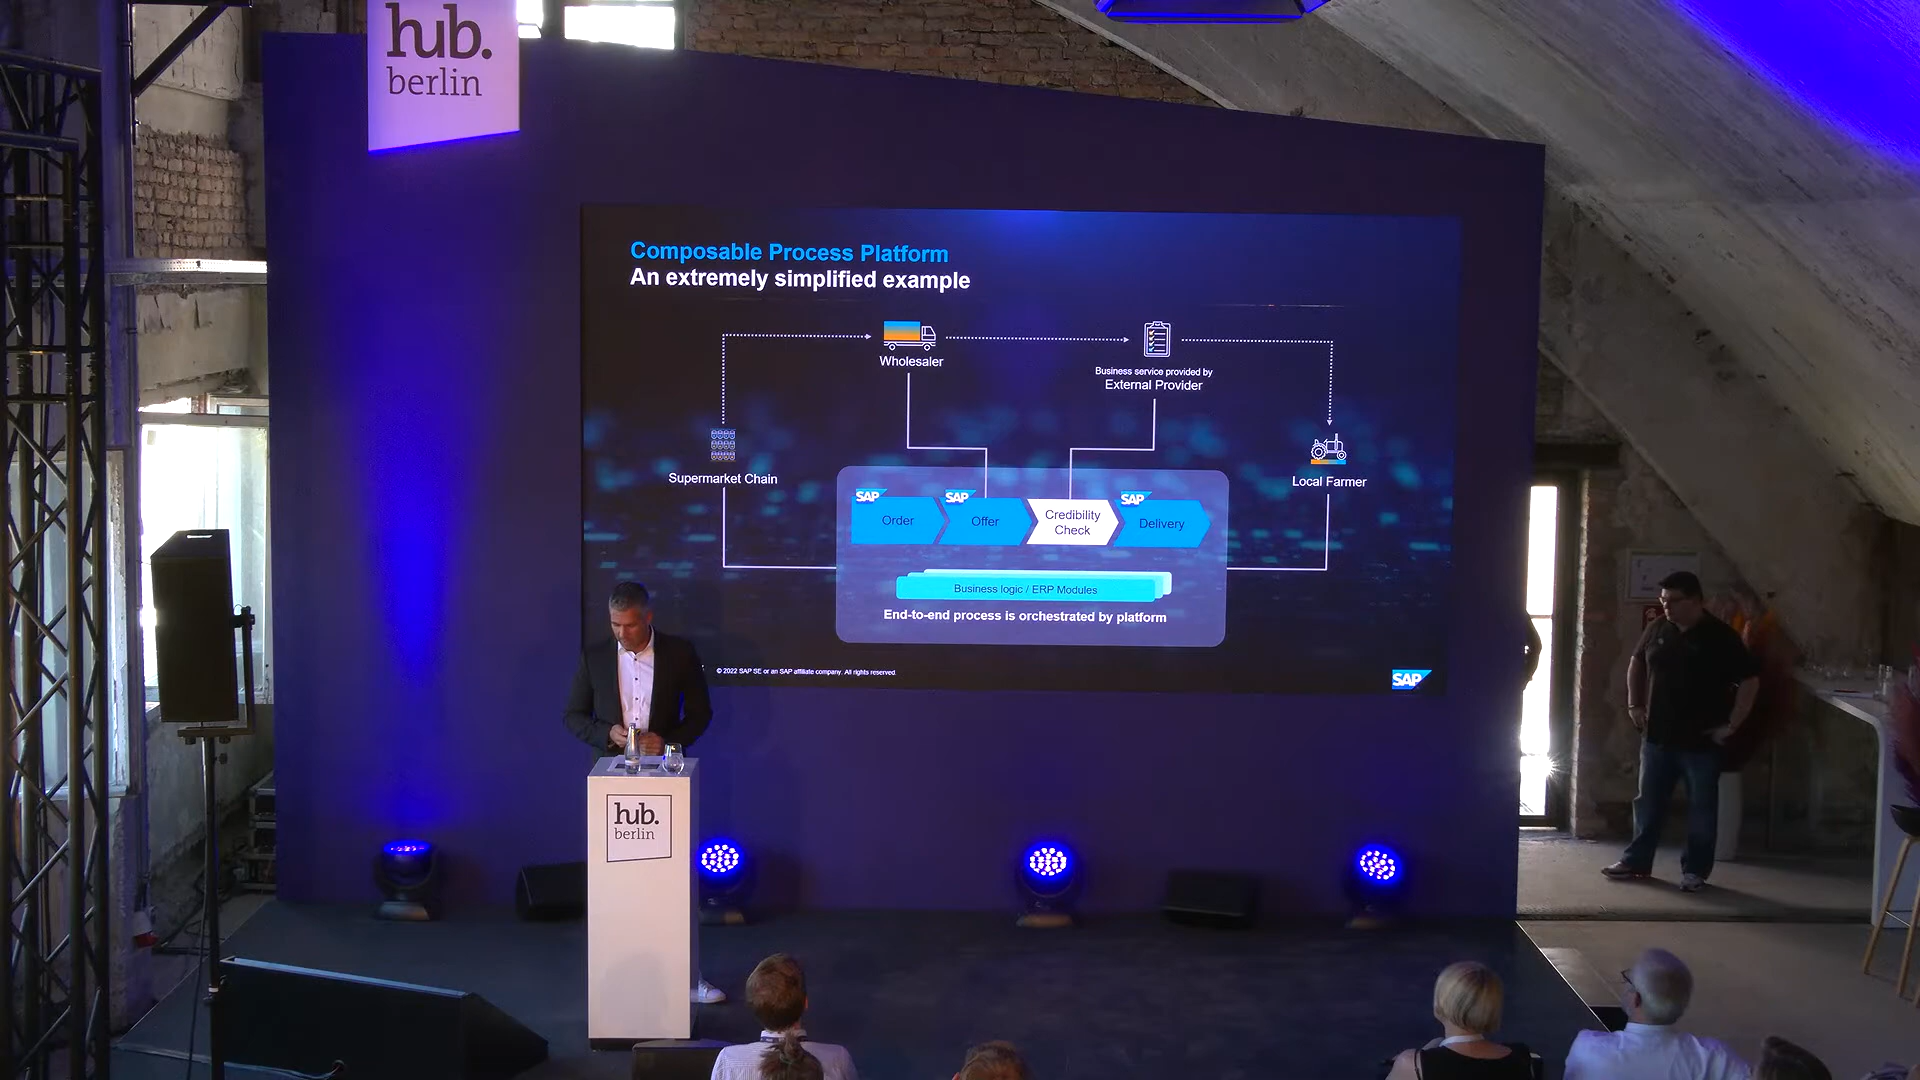 hub.
berlin
Composable Process Platform
An extremely simplified example
Wholesaler
Business service provided by
External Provider
Supermarket Chain
Local Farmer
SAP
Order
SAP
Offer
Credibility
Check
SAP
Delivery
Business logic / ERP Modules
End-to-end process is orchestrated by platform
© 2022 SAP SE or an SAP affiliate company. All rights reserved.
SAP
hub.
berlin